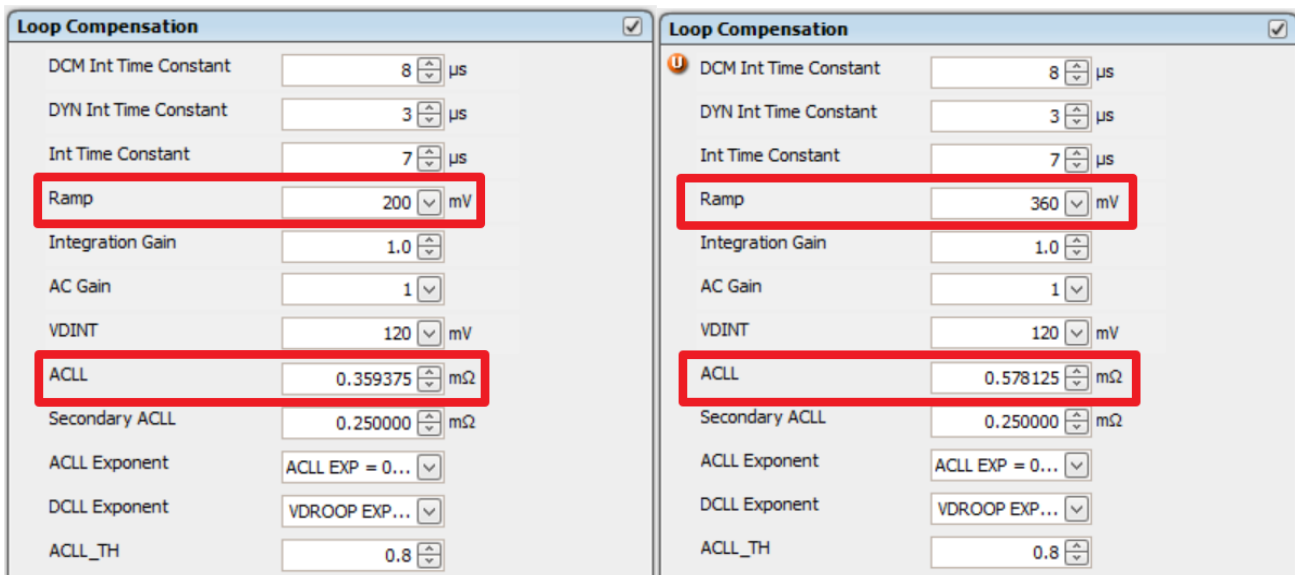 Loop Compensation
DCM Int Time Constant 8 µs
DYN Int Time Constant 3 µs
Int Time Constant 7 µs
Ramp 200 mV
Integration Gain 1.0
AC Gain 1
VDINT 120 mV
ACLL 0.359375 mΩ
Secondary ACLL 0.250000 mΩ
ACLL Exponent ACLL EXP = 0...
DCLL Exponent VDROOP EXP...
ACLL_TH 0.8
Loop Compensation
U DCM Int Time Constant 8 µs
DYN Int Time Constant 3 µs
Int Time Constant 7 µs
Ramp 360 mV
Integration Gain 1.0
AC Gain 1
VDINT 120 mV
ACLL 0.578125 mΩ
Secondary ACLL 0.250000 mΩ
ACLL Exponent ACLL EXP = 0...
DCLL Exponent VDROOP EXP...
ACLL_TH 0.8